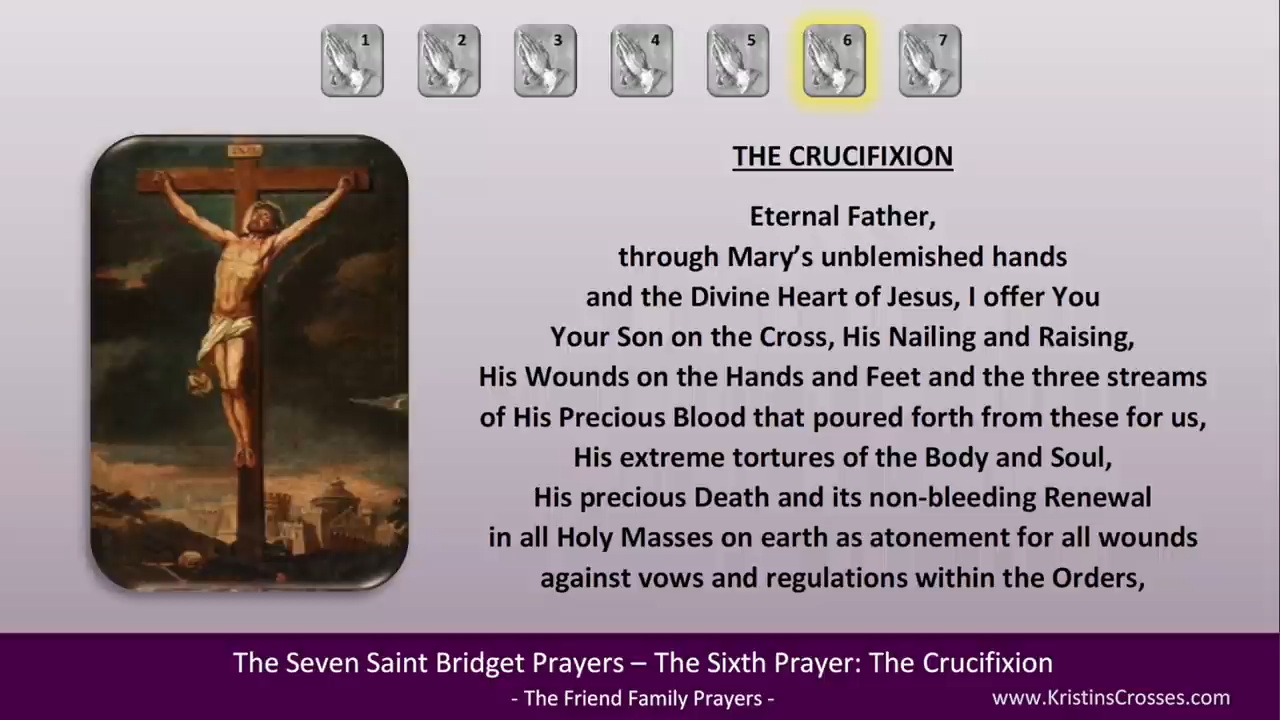 1 2 3 4 5 6 7
THE CRUCIFIXION
Eternal Father,
through Mary’s unblemished hands
and the Divine Heart of Jesus, I offer You
Your Son on the Cross, His Nailing and Raising,
His Wounds on the Hands and Feet and the three streams
of His Precious Blood that poured forth from these for us,
His extreme tortures of the Body and Soul,
His precious Death and its non-bleeding Renewal
in all Holy Masses on earth as atonement for all wounds
against vows and regulations within the Orders,
The Seven Saint Bridget Prayers – The Sixth Prayer: The Crucifixion
- The Friend Family Prayers -
www.KristinsCrosses.com